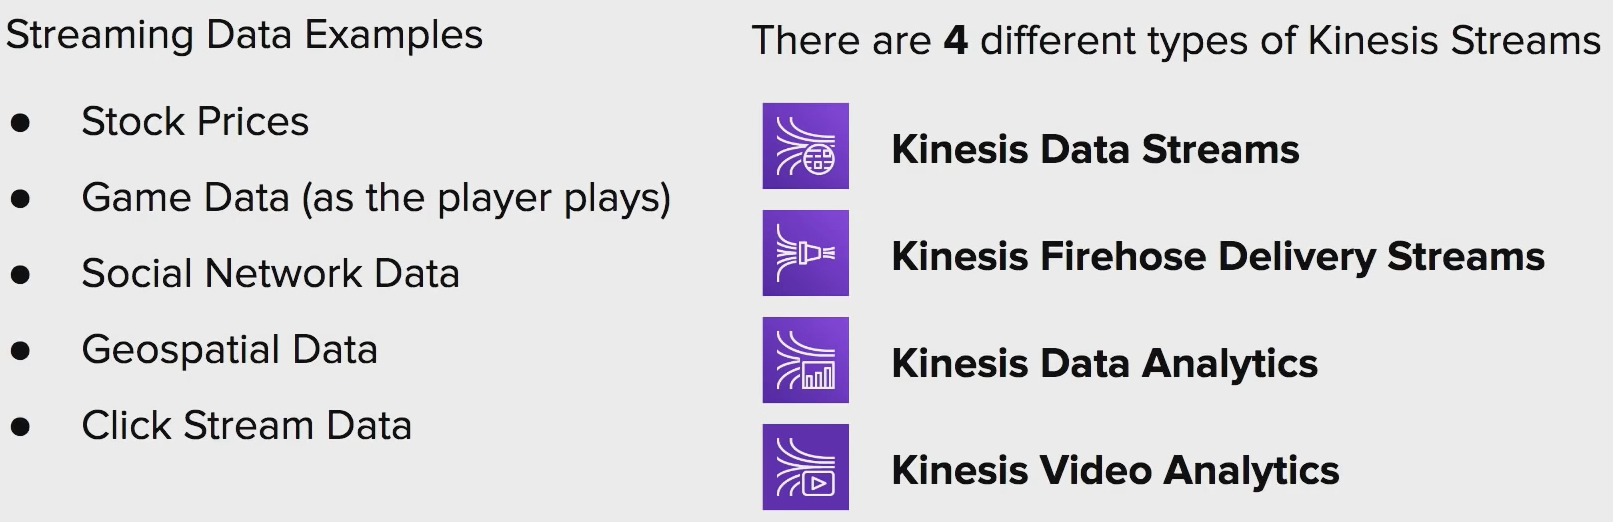 Streaming Data Examples
● Stock Prices
● Game Data (as the player plays)
● Social Network Data
● Geospatial Data
● Click Stream Data
There are 4 different types of Kinesis Streams
Kinesis Data Streams
Kinesis Firehose Delivery Streams
Kinesis Data Analytics
Kinesis Video Analytics